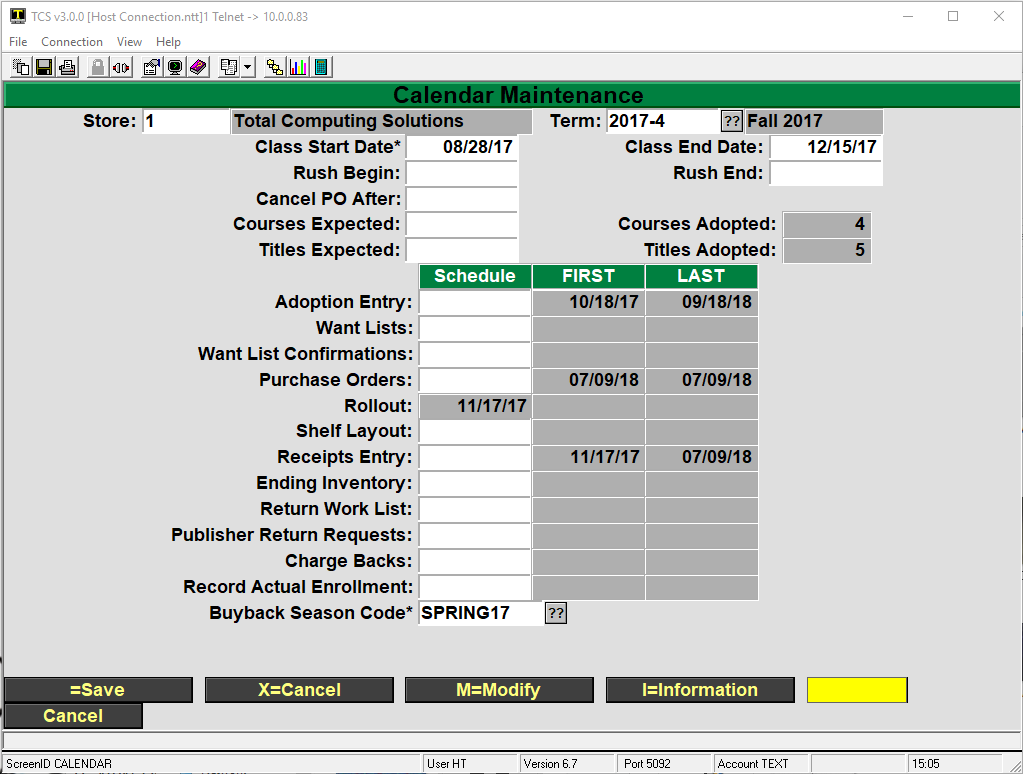 TCS v3.0.0 [Host Connection.ntt]1 Telnet -> 10.0.0.83
File Connection View Help
Calendar Maintenance
Store: 1 Total Computing Solutions Term: 2017-4 ?? Fall 2017
Class Start Date* 08/28/17 Class End Date: 12/15/17
Rush Begin: Rush End:
Cancel PO After:
Courses Expected: Courses Adopted: 4
Titles Expected: Titles Adopted: 5
Schedule FIRST LAST
Adoption Entry: 10/18/17 09/18/18
Want Lists:
Want List Confirmations:
Purchase Orders: 07/09/18 07/09/18
Rollout: 11/17/17
Shelf Layout:
Receipts Entry: 11/17/17 07/09/18
Ending Inventory:
Return Work List:
Publisher Return Requests:
Charge Backs:
Record Actual Enrollment:
Buyback Season Code* SPRING17 ??
=Save X=Cancel M=Modify I=Information
Cancel
ScreenID CALENDAR User HT Version 6.7 Port 5092 Account TEXT 15:05